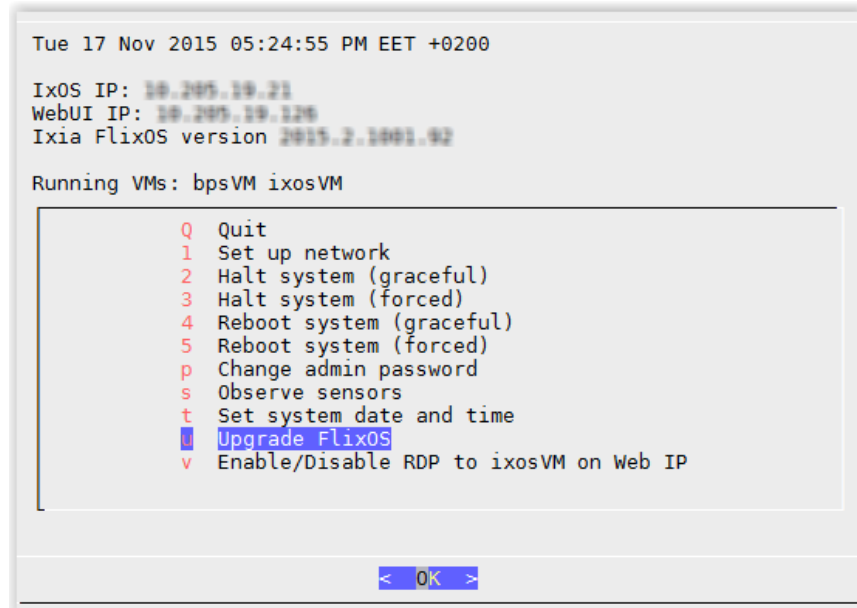 Tue 17 Nov 2015 05:24:55 PM EET +0200
IxOS IP:
WebUI IP:
Ixia FlixOS version
Running VMs: bpsVM ixosVM
Q Quit
1 Set up network
2 Halt system (graceful)
3 Halt system (forced)
4 Reboot system (graceful)
5 Reboot system (forced)
p Change admin password
s Observe sensors
t Set system date and time
u Upgrade FlixOS
v Enable/Disable RDP to ixosVM on Web IP
< OK >